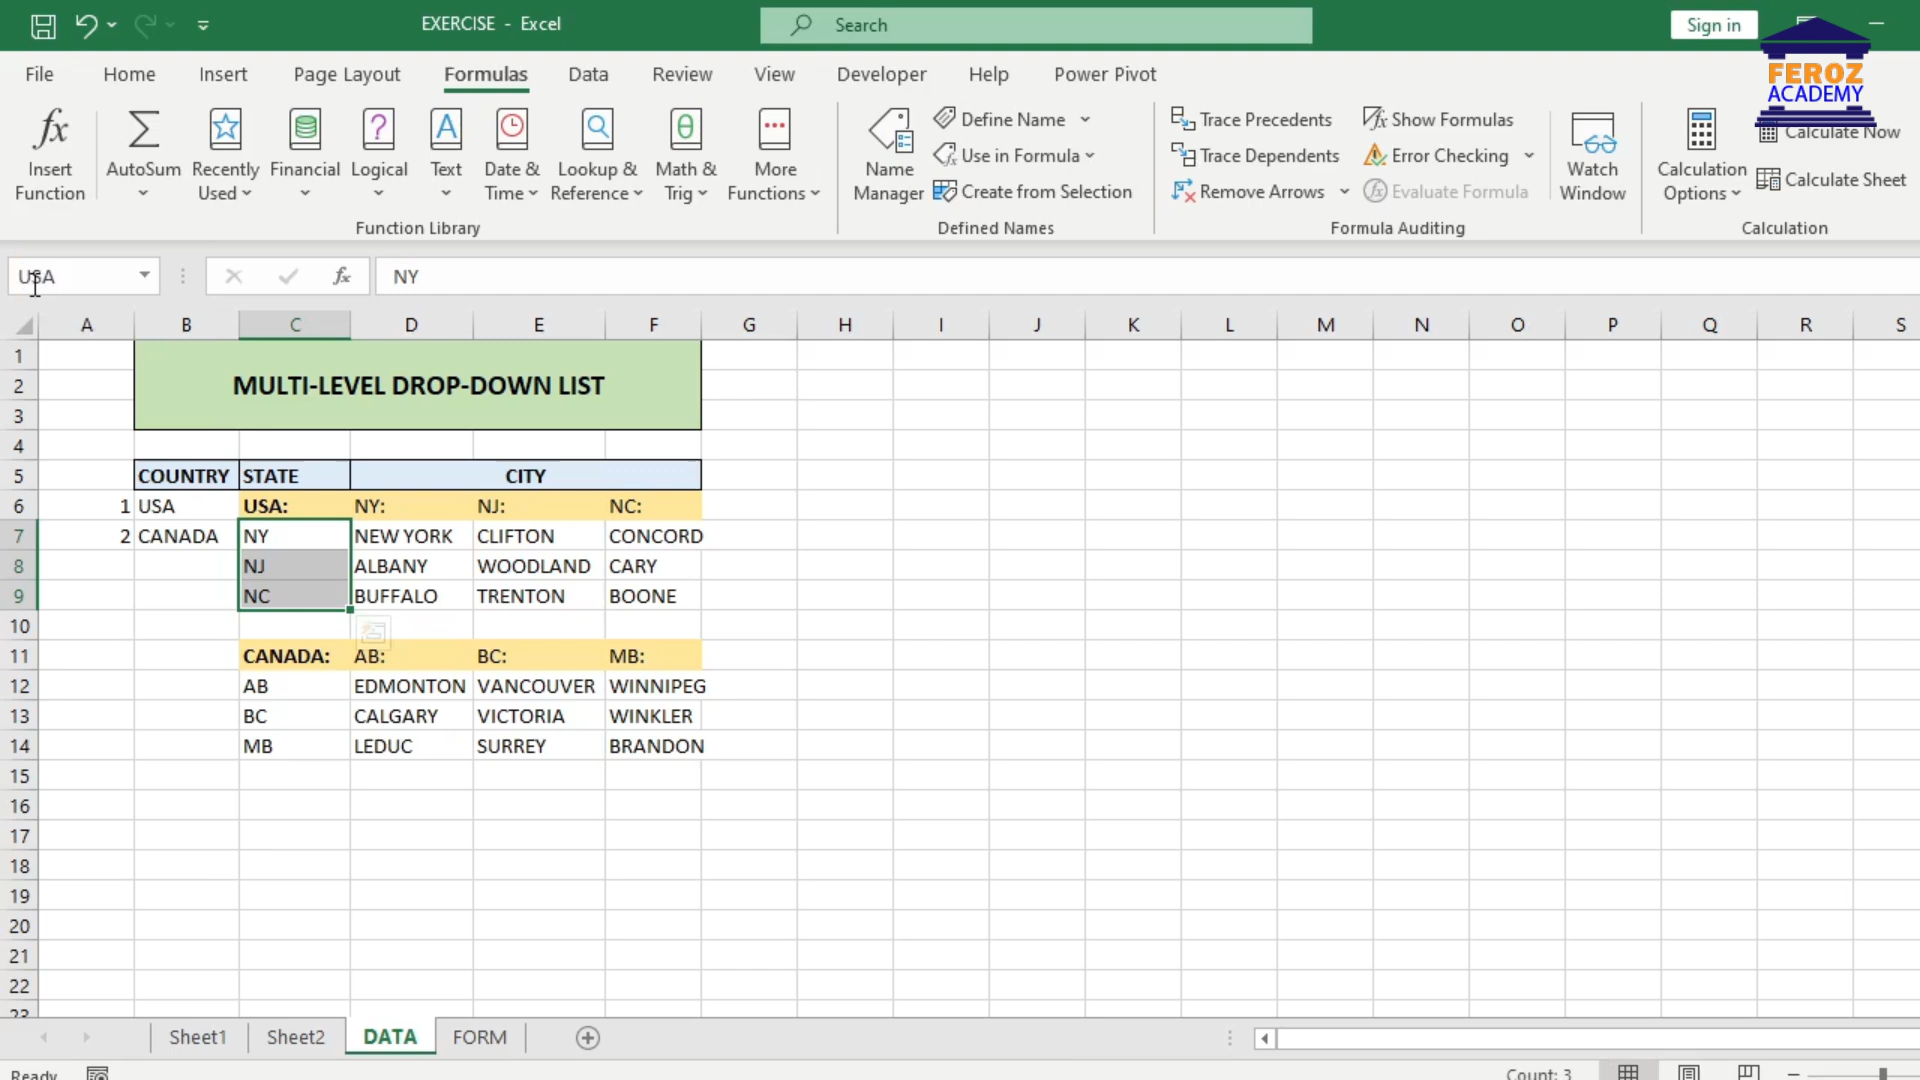 EXERCISE - Excel
Search
Sign in
FEROZ
ACADEMY
File Home Insert Page Layout Formulas Data Review View Developer Help Power Pivot
Insert Function
AutoSum
Recently Used
Financial
Logical
Text
Date & Time
Lookup & Reference
Math & Trig
More Functions
Function Library
Name Manager
Define Name
Use in Formula
Create from Selection
Defined Names
Trace Precedents
Trace Dependents
Remove Arrows
Show Formulas
Error Checking
Evaluate Formula
Formula Auditing
Watch Window
Calculation Options
Calculate Now
Calculate Sheet
Calculation
USA fx NY
A B C D E F G H I J K L M N O P Q R S
1
2 MULTI-LEVEL DROP-DOWN LIST
3
4
5 COUNTRY STATE CITY
6 1 USA USA: NY: NJ: NC:
7 2 CANADA NY NEW YORK CLIFTON CONCORD
8 NJ ALBANY WOODLAND CARY
9 NC BUFFALO TRENTON BOONE
10
11 CANADA: AB: BC: MB:
12 AB EDMONTON VANCOUVER WINNIPEG
13 BC CALGARY VICTORIA WINKLER
14 MB LEDUC SURREY BRANDON
15
16
17
18
19
20
21
22
23
Sheet1 Sheet2 DATA FORM
Ready Count: 3